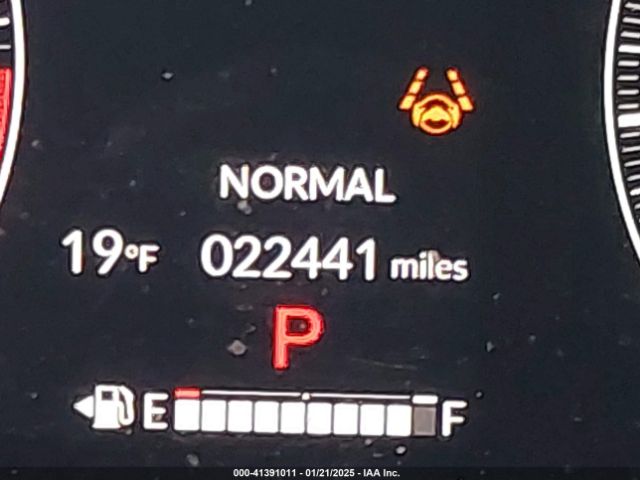 NORMAL
19°F 022441 miles
P
E F
000-41391011 - 01/21/2025 - IAA Inc.